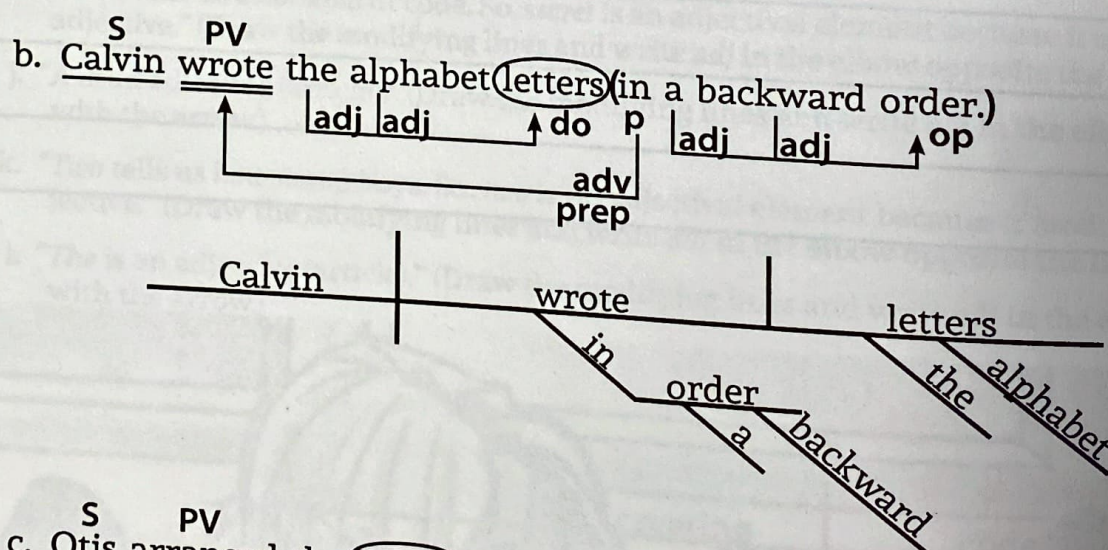 S PV
b. Calvin wrote the alphabet letters (in a backward order.)
adj adj do p adj adj op
adv
prep
Calvin wrote letters
in the alphabet
order
a backward
S PV
c. Otis